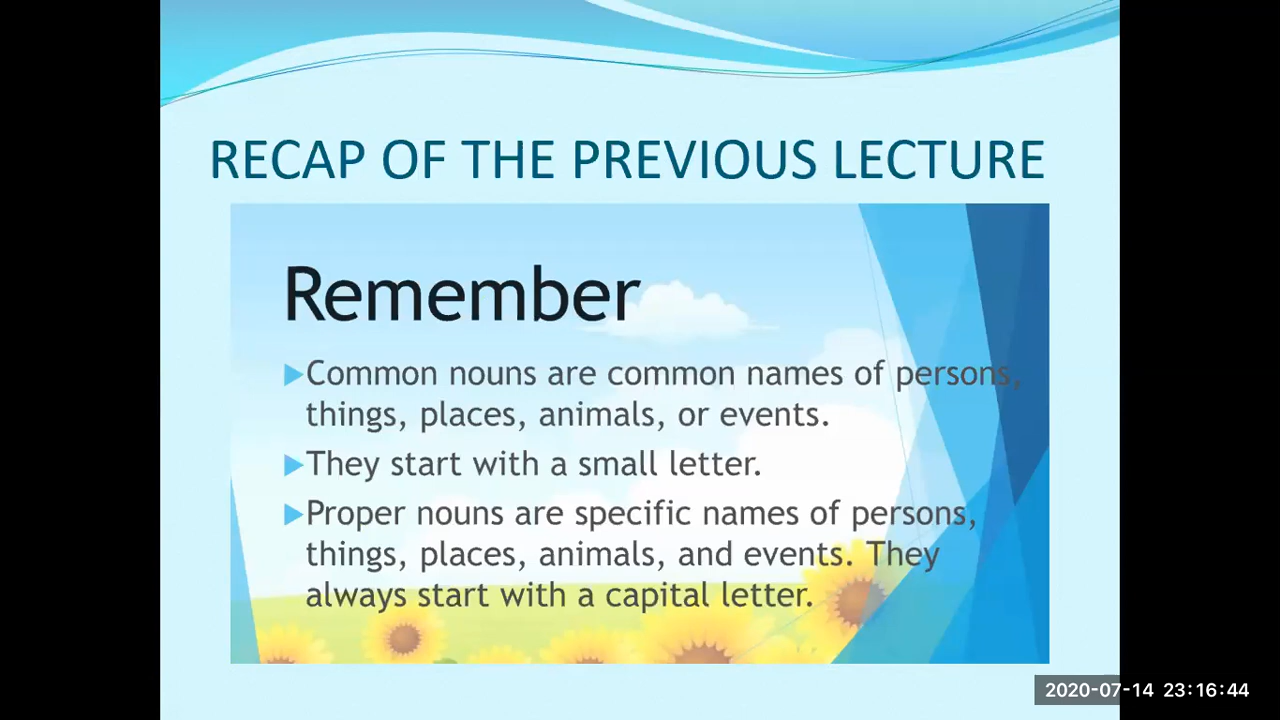 RECAP OF THE PREVIOUS LECTURE
Remember
Common nouns are common names of persons,
things, places, animals, or events.
They start with a small letter.
Proper nouns are specific names of persons,
things, places, animals, and events. They
always start with a capital letter.
2020-07-14 23:16:44